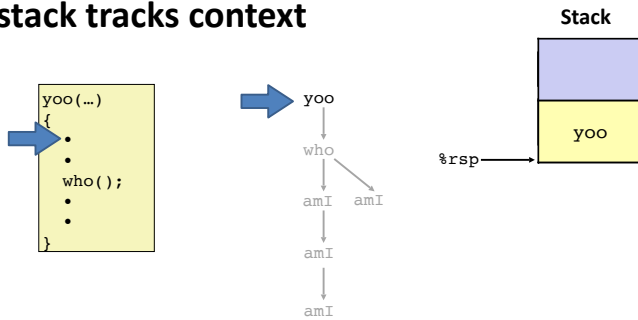 stack tracks context
Stack
yoo(…)
{
•
•
who();
•
•
}
yoo
who
amI amI
amI
amI
%rsp
yoo